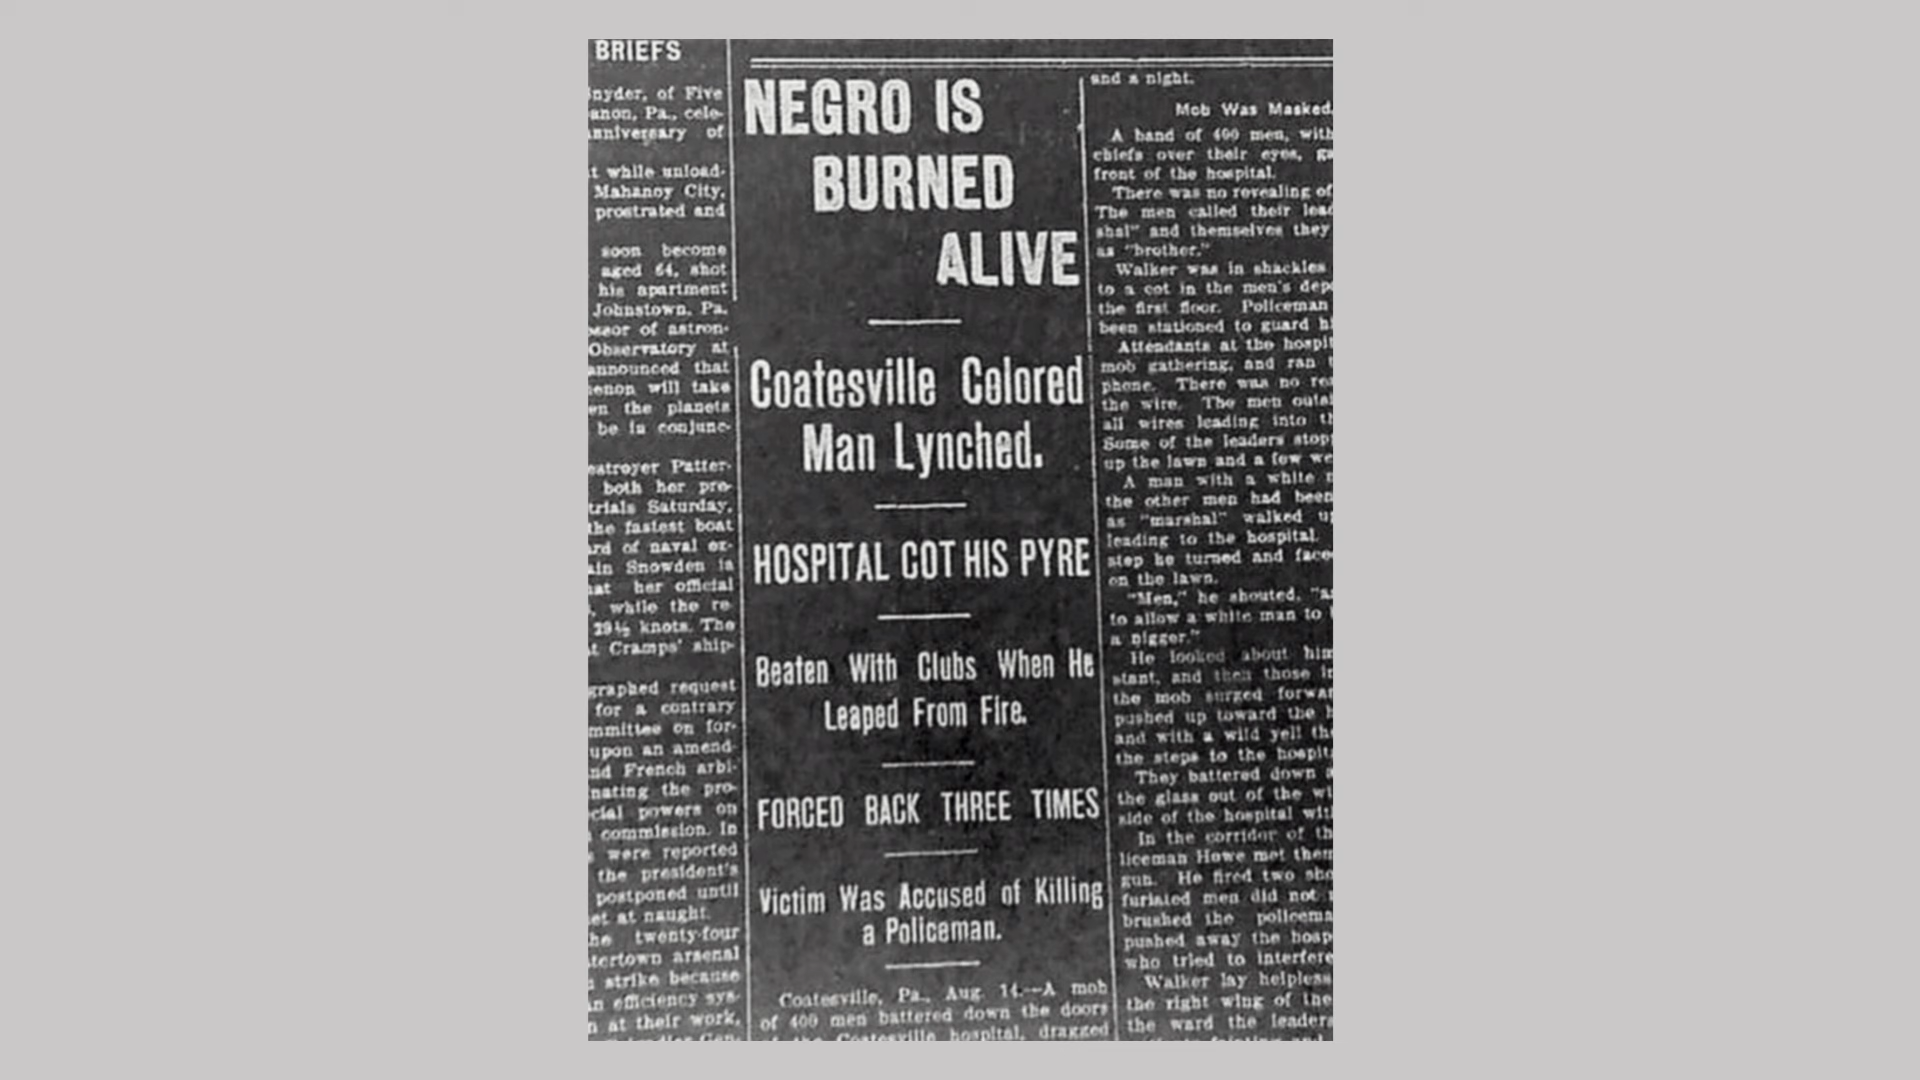 BRIEFS
Snyder, of Five
anon, Pa., cele-
anniversary of
t while unload-
Mahanoy City,
prostrated and
soon become
aged 64, shot
his apartment
Johnstown, Pa.
essor of astron-
Observatory at
announced that
enon will take
en the planets
be in conjunc-
estroyer Patter-
both her pre-
trials Saturday,
the fastest boat
ard of naval ex-
ain Snowden is
hat her official
, while the re-
29½ knots. The
at Cramps' ship-
graphed request
for a contrary
mmittee on for-
upon an amend-
nd French arbi-
nating the pro-
cial powers on
commission. In
were reported
the president's
postponed until
et at naught.
he twenty-four
tertown arsenal
strike because
an efficiency sys-
n at their work,
NEGRO IS
BURNED
ALIVE
Coatesville Colored
Man Lynched.
HOSPITAL COT HIS PYRE
Beaten With Clubs When He
Leaped From Fire.
FORCED BACK THREE TIMES
Victim Was Accused of Killing
a Policeman.
Coatesville, Pa., Aug. 14.—A mob
of 400 men battered down the doors
of the Coatesville hospital, dragged
and a night.
Mob Was Masked.
A band of 400 men, with
chiefs over their eyes, ga
front of the hospital.
There was no revealing of
The men called their lead
shal" and themselves they
as "brother."
Walker was in shackles
to a cot in the men's dep
the first floor. Policeman
been stationed to guard hi
Attendants at the hospit
mob gathering, and ran t
phone. There was no res
the wire. The men outsi
all wires leading into th
Some of the leaders stop
up the lawn and a few we
A man with a white
the other men had been
as "marshal" walked up
leading to the hospital.
step he turned and face
on the lawn.
"Men," he shouted, "a
to allow a white man to
a nigger."
He looked about him
stant, and then those in
the mob surged forwar
pushed up toward the h
and with a wild yell the
the steps to the hospit
They battered down
the glass out of the wi
side of the hospital wit
In the corridor of th
liceman Howe met them
gun. He fired two sho
furiated men did not
brushed the policema
pushed away the hosp
who tried to interfere
Walker lay helpless
the right wing of the
the ward the leaders